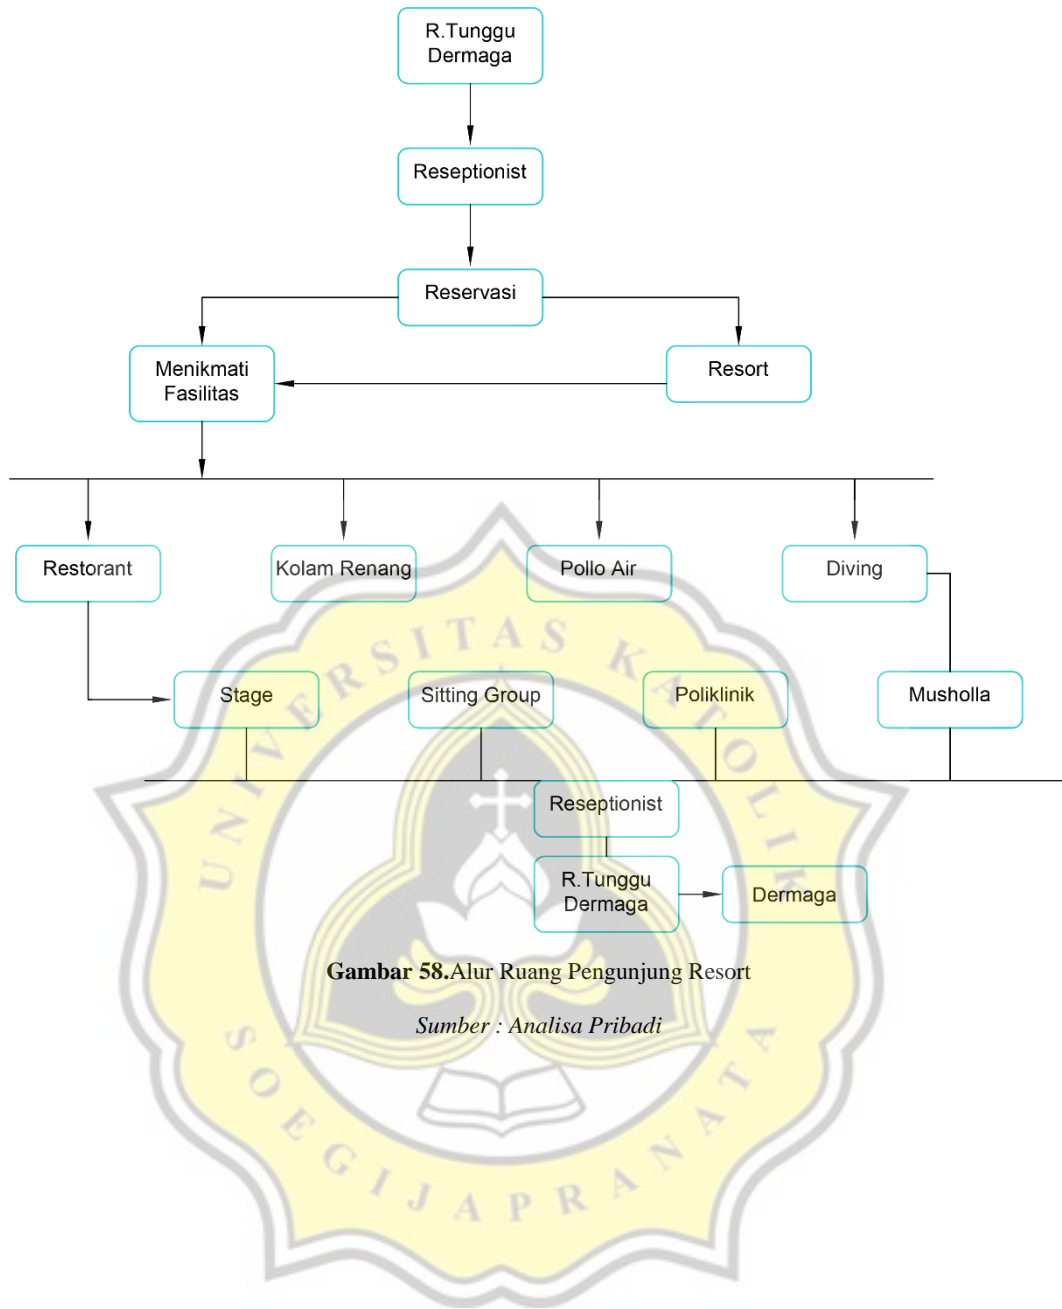 R.Tunggu
Dermaga
Reseptionist
Reservasi
Menikmati
Fasilitas
Resort
Restorant
Kolam Renang
Pollo Air
Diving
Stage
Sitting Group
Poliklinik
Musholla
Reseptionist
R.Tunggu
Dermaga
Dermaga
Gambar 58.Alur Ruang Pengunjung Resort
Sumber : Analisa Pribadi
UNIVERSITAS KATOLIK
SOEGIJAPRANATA